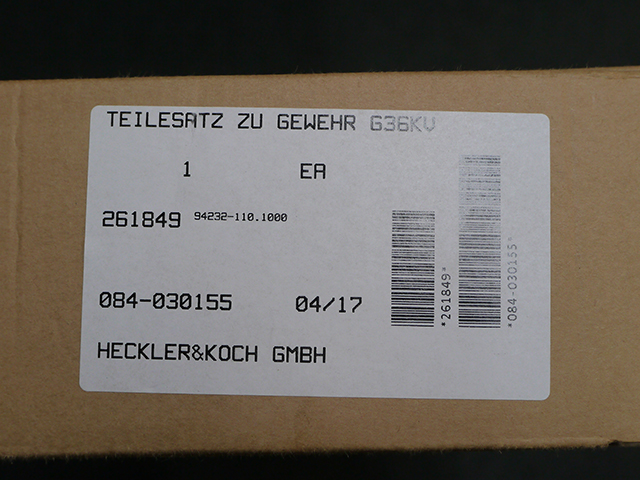 TEILESATZ ZU GEWEHR G36KV
1 EA
261849 94232-110.1000
084-030155 04/17
HECKLER&KOCH GMBH
*261849*
*084-030155*